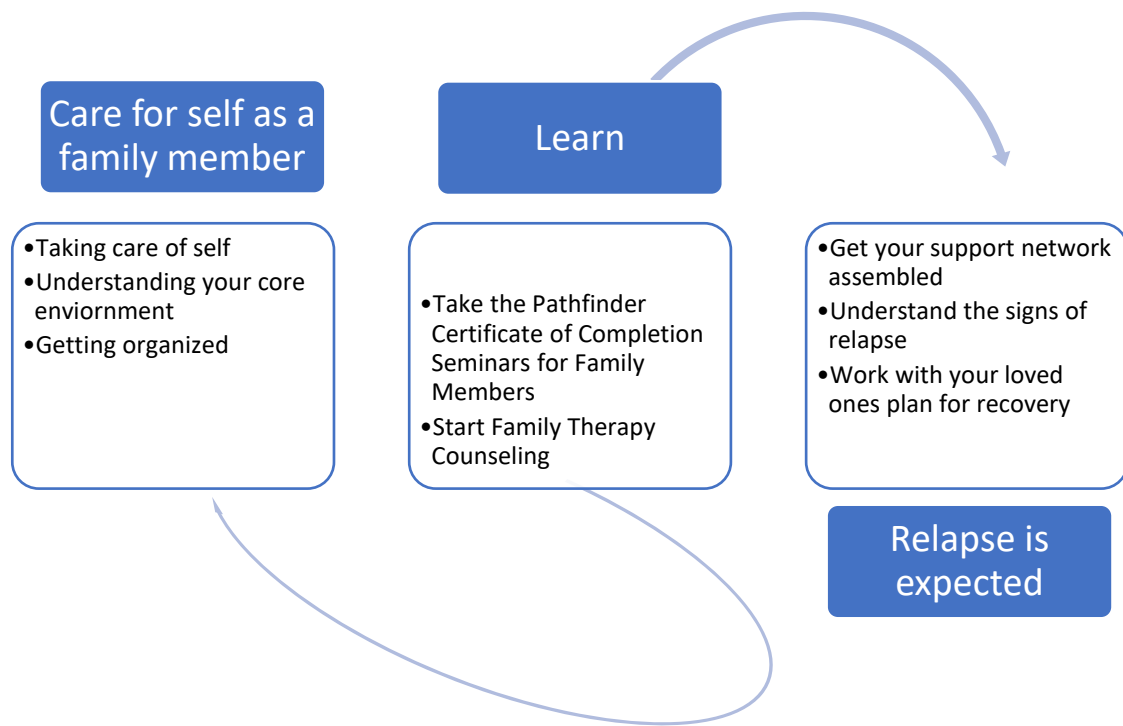 Care for self as a
family member
•Taking care of self
•Understanding your core
enviornment
•Getting organized
Learn
•Take the Pathfinder
Certificate of Completion
Seminars for Family
Members
•Start Family Therapy
Counseling
•Get your support network
assembled
•Understand the signs of
relapse
•Work with your loved
ones plan for recovery
Relapse is
expected